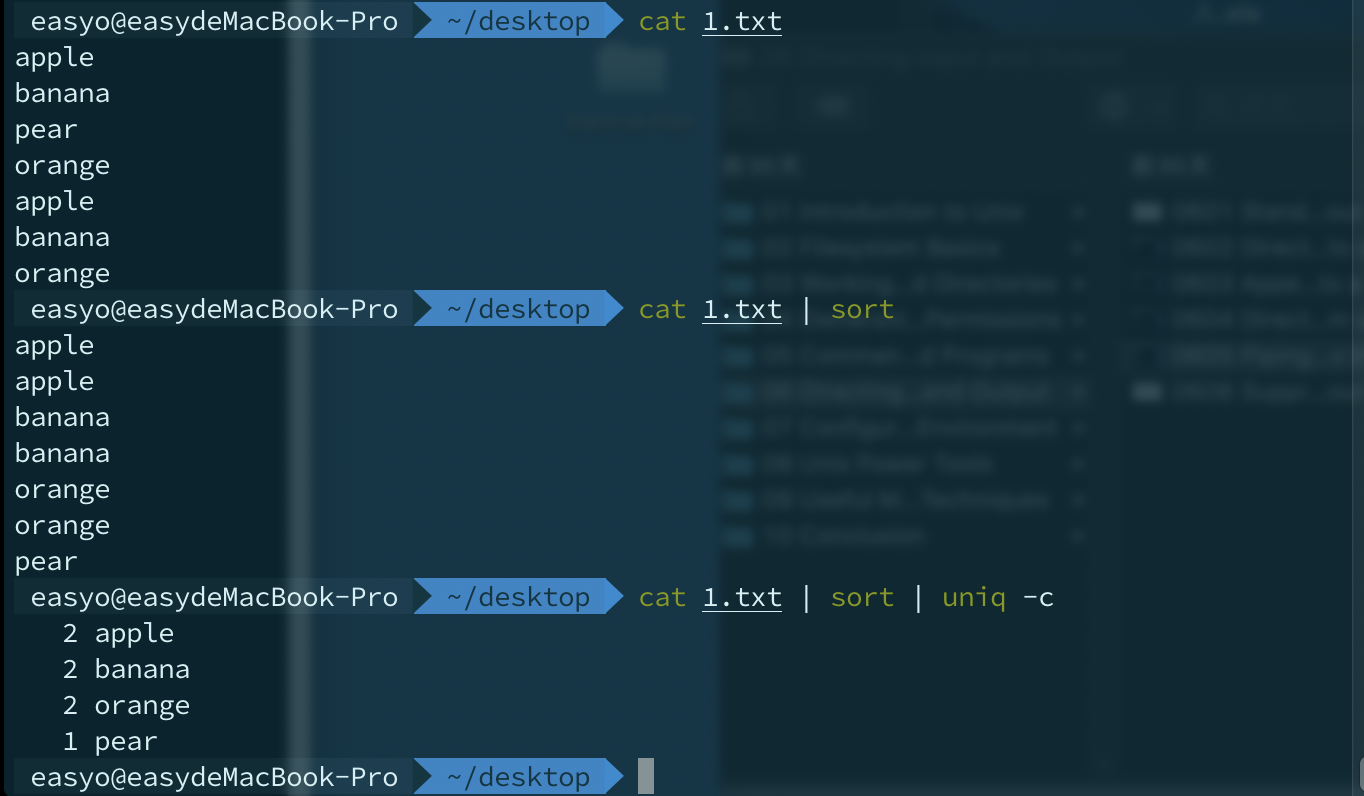 easyo@easydeMacBook-Pro ~/desktop cat 1.txt
apple
banana
pear
orange
apple
banana
orange
easyo@easydeMacBook-Pro ~/desktop cat 1.txt | sort
apple
apple
banana
banana
orange
orange
pear
easyo@easydeMacBook-Pro ~/desktop cat 1.txt | sort | uniq -c
2 apple
2 banana
2 orange
1 pear
easyo@easydeMacBook-Pro ~/desktop